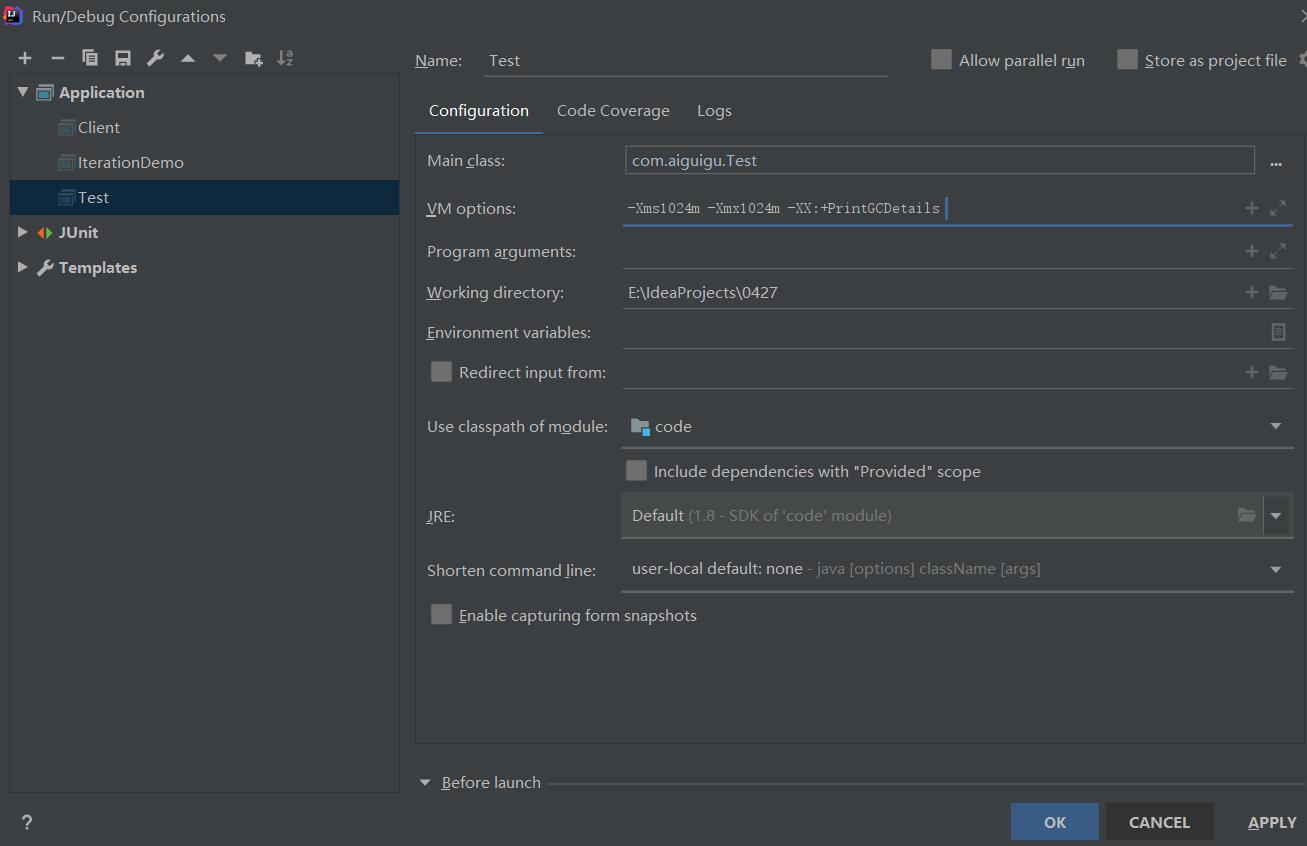 Run/Debug Configurations
Name: Test Allow parallel run Store as project file
Application
Client
IterationDemo
Test
JUnit
Templates
Configuration Code Coverage Logs
Main class: com.aiguigu.Test ...
VM options: -Xms1024m -Xmx1024m -XX:+PrintGCDetails
Program arguments:
Working directory: E:\IdeaProjects\0427
Environment variables:
Redirect input from:
Use classpath of module: code
Include dependencies with "Provided" scope
JRE: Default (1.8 - SDK of 'code' module)
Shorten command line: user-local default: none - java [options] className [args]
Enable capturing form snapshots
Before launch
? OK CANCEL APPLY